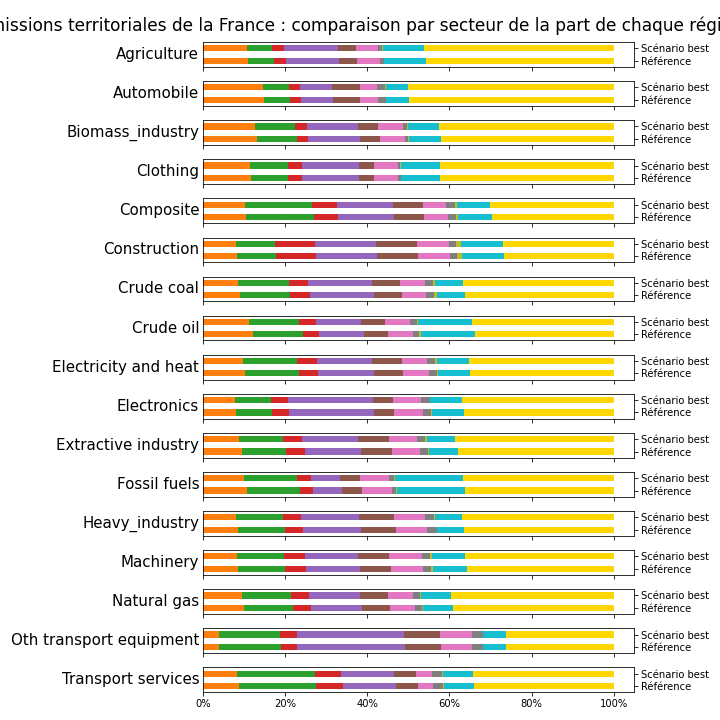 missions territoriales de la France : comparaison par secteur de la part de chaque régi
Agriculture
Scénario best
Référence
Automobile
Scénario best
Référence
Biomass_industry
Scénario best
Référence
Clothing
Scénario best
Référence
Composite
Scénario best
Référence
Construction
Scénario best
Référence
Crude coal
Scénario best
Référence
Crude oil
Scénario best
Référence
Electricity and heat
Scénario best
Référence
Electronics
Scénario best
Référence
Extractive industry
Scénario best
Référence
Fossil fuels
Scénario best
Référence
Heavy_industry
Scénario best
Référence
Machinery
Scénario best
Référence
Natural gas
Scénario best
Référence
Oth transport equipment
Scénario best
Référence
Transport services
Scénario best
Référence
0% 20% 40% 60% 80% 100%